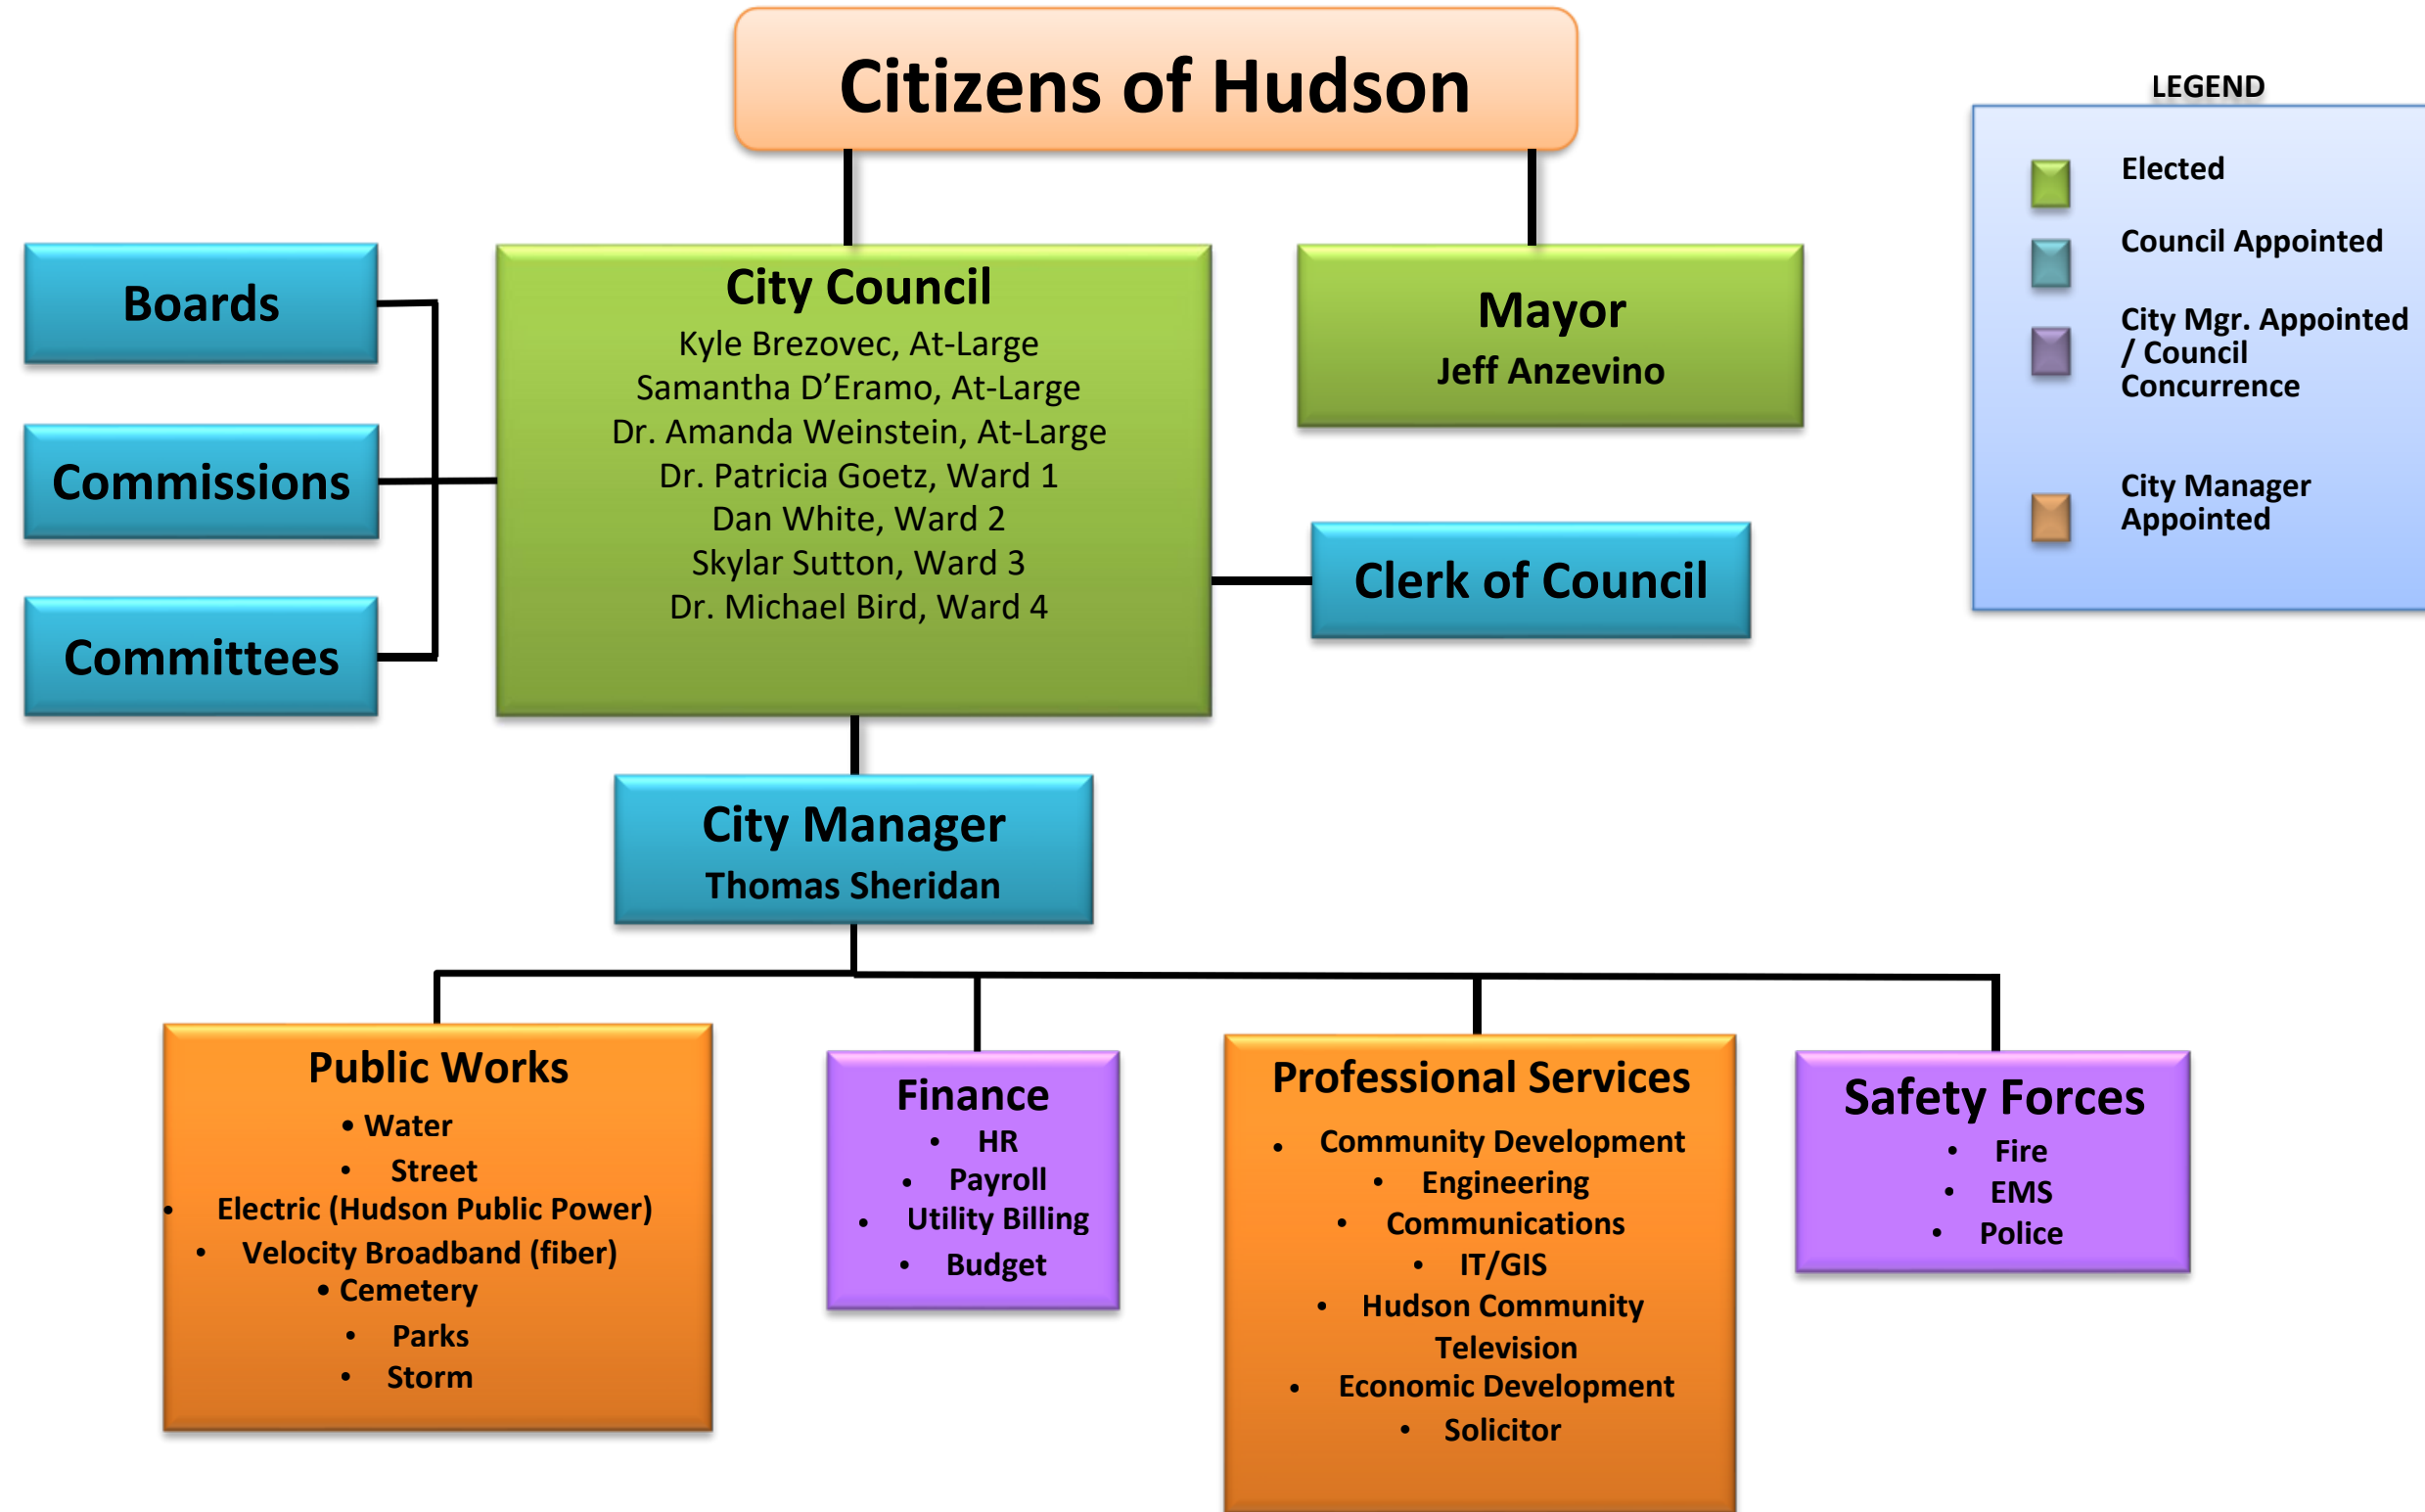 Citizens of Hudson
LEGEND
Elected
Council Appointed
City Mgr. Appointed
/ Council
Concurrence
City Manager
Appointed
Boards
Commissions
Committees
City Council
Kyle Brezovec, At-Large
Samantha D’Eramo, At-Large
Dr. Amanda Weinstein, At-Large
Dr. Patricia Goetz, Ward 1
Dan White, Ward 2
Skylar Sutton, Ward 3
Dr. Michael Bird, Ward 4
Mayor
Jeff Anzevino
Clerk of Council
City Manager
Thomas Sheridan
Public Works
• Water
• Street
• Electric (Hudson Public Power)
• Velocity Broadband (fiber)
• Cemetery
• Parks
• Storm
Finance
• HR
• Payroll
• Utility Billing
• Budget
Professional Services
• Community Development
• Engineering
• Communications
• IT/GIS
• Hudson Community
Television
• Economic Development
• Solicitor
Safety Forces
• Fire
• EMS
• Police